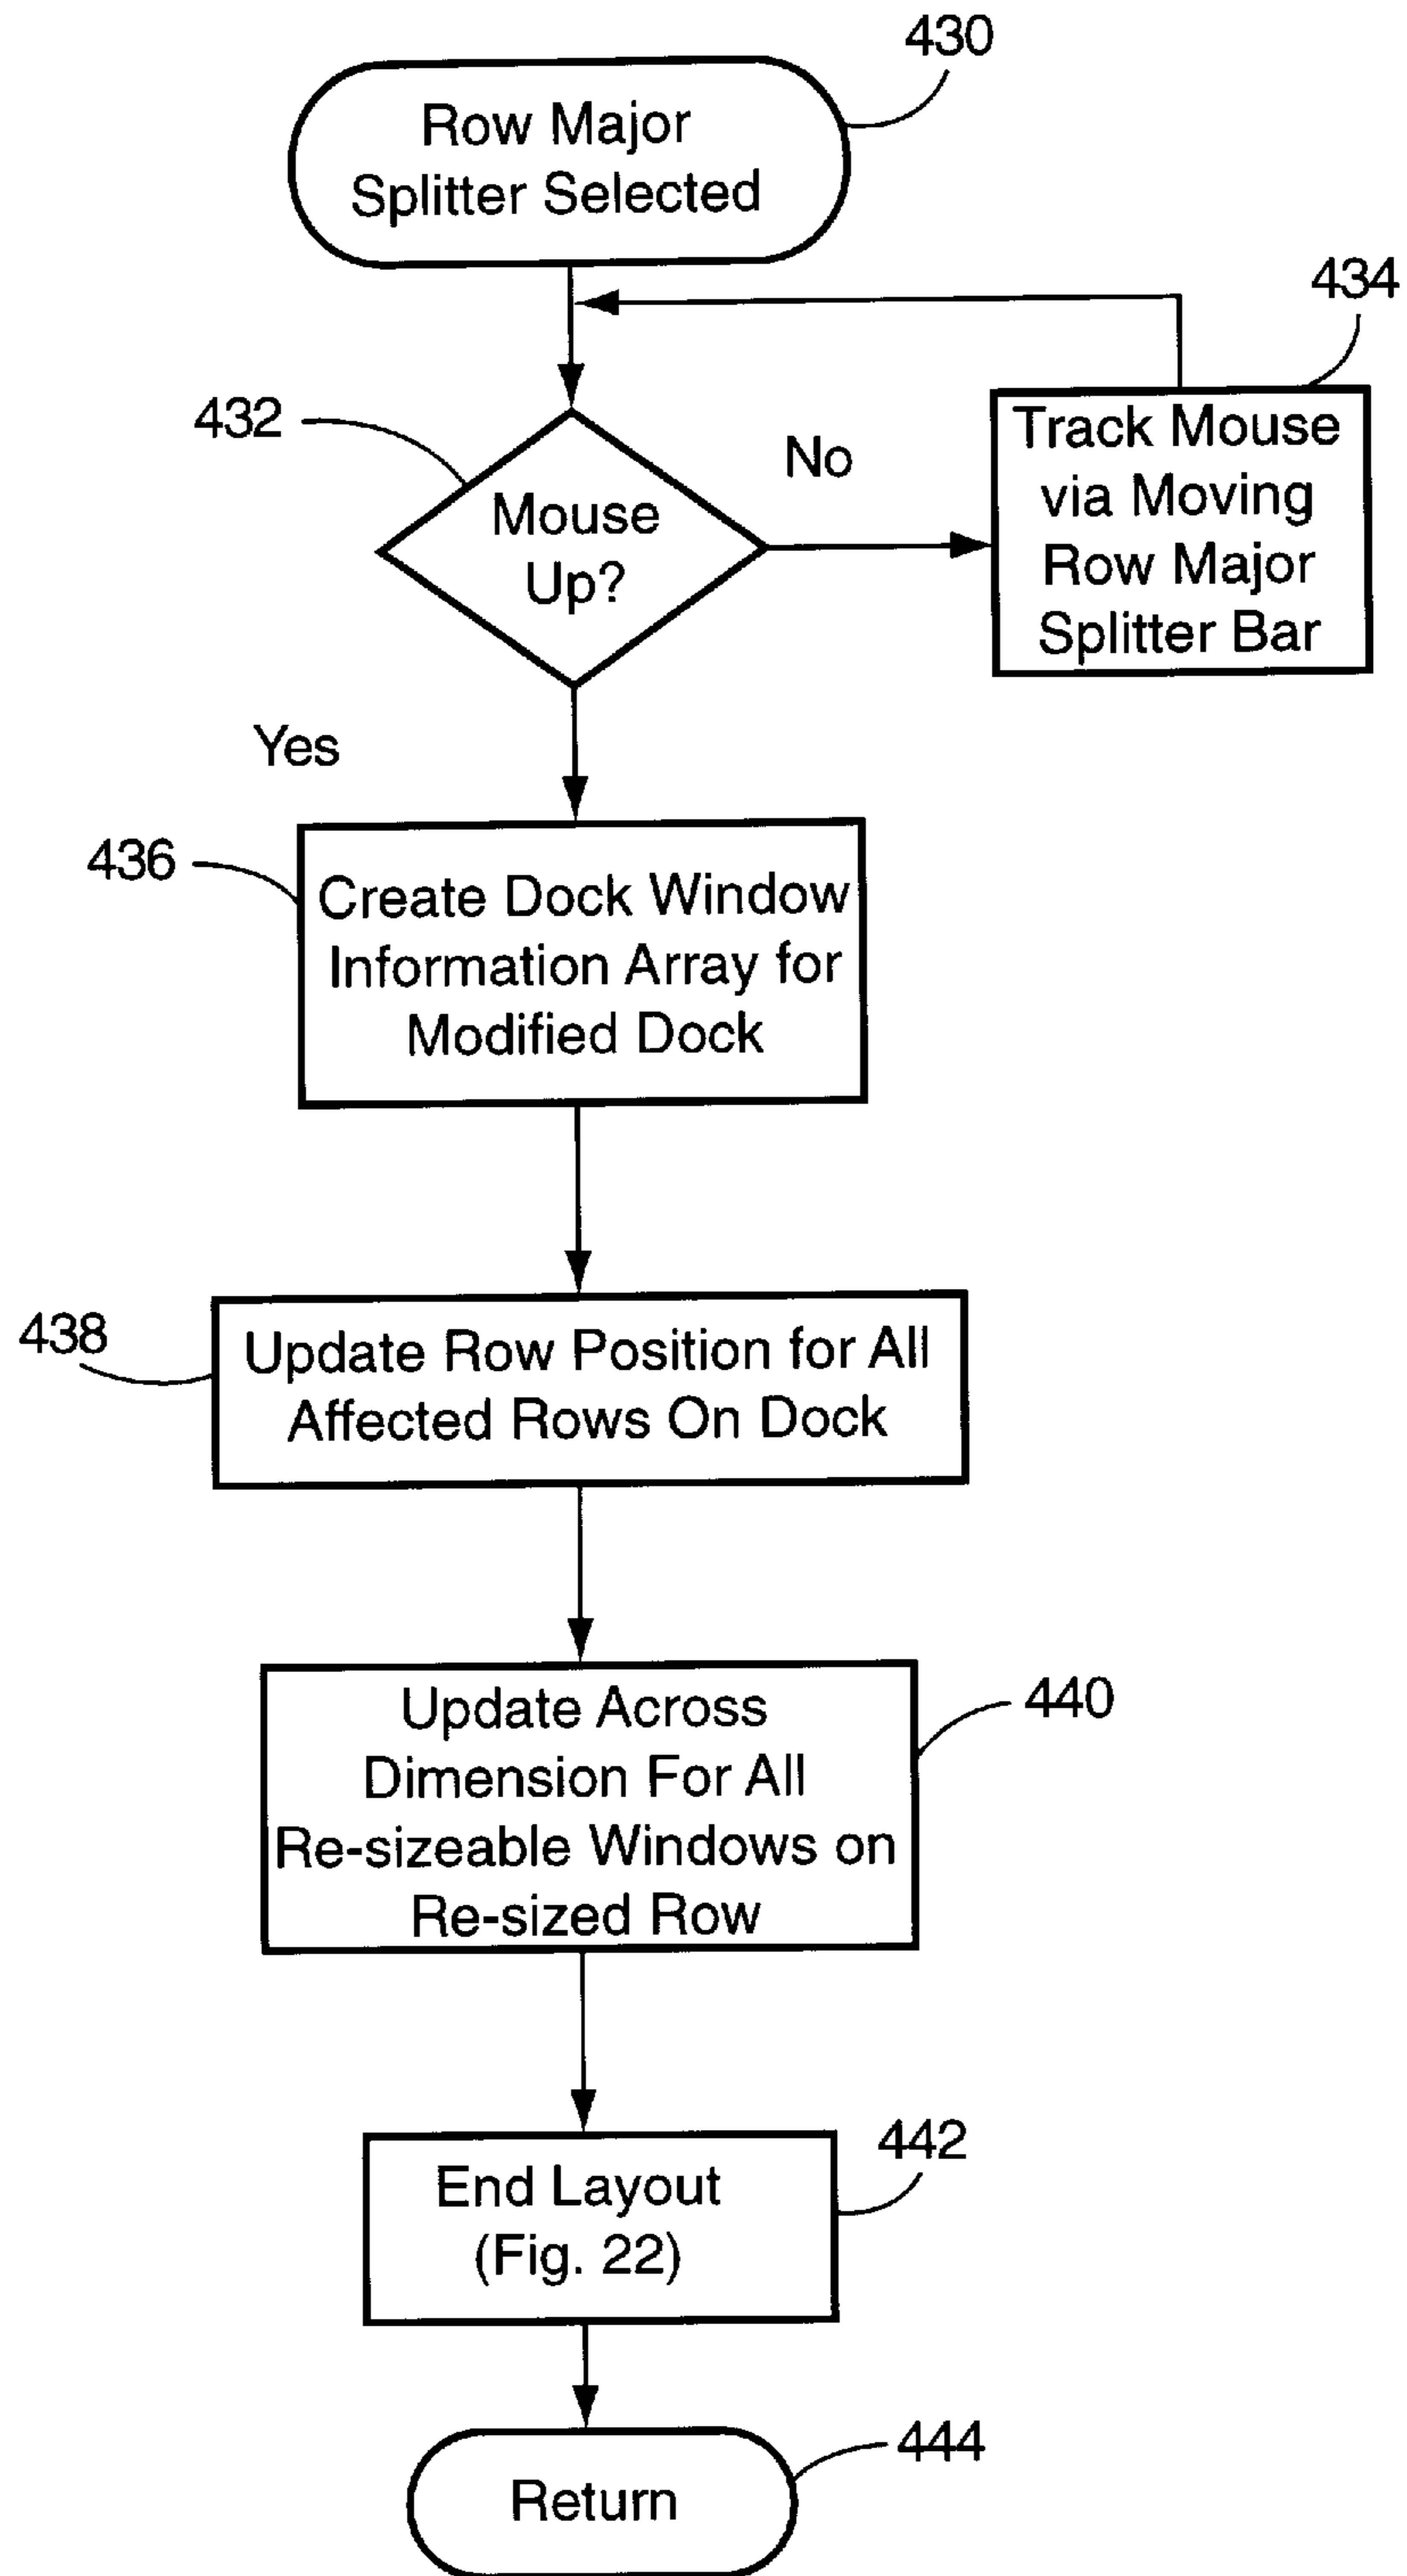 430
Row Major
Splitter Selected
434
432
No
Mouse
Up?
Track Mouse
via Moving
Row Major
Splitter Bar
Yes
436
Create Dock Window
Information Array for
Modified Dock
438
Update Row Position for All
Affected Rows On Dock
440
Update Across
Dimension For All
Re-sizeable Windows on
Re-sized Row
442
End Layout
(Fig. 22)
444
Return